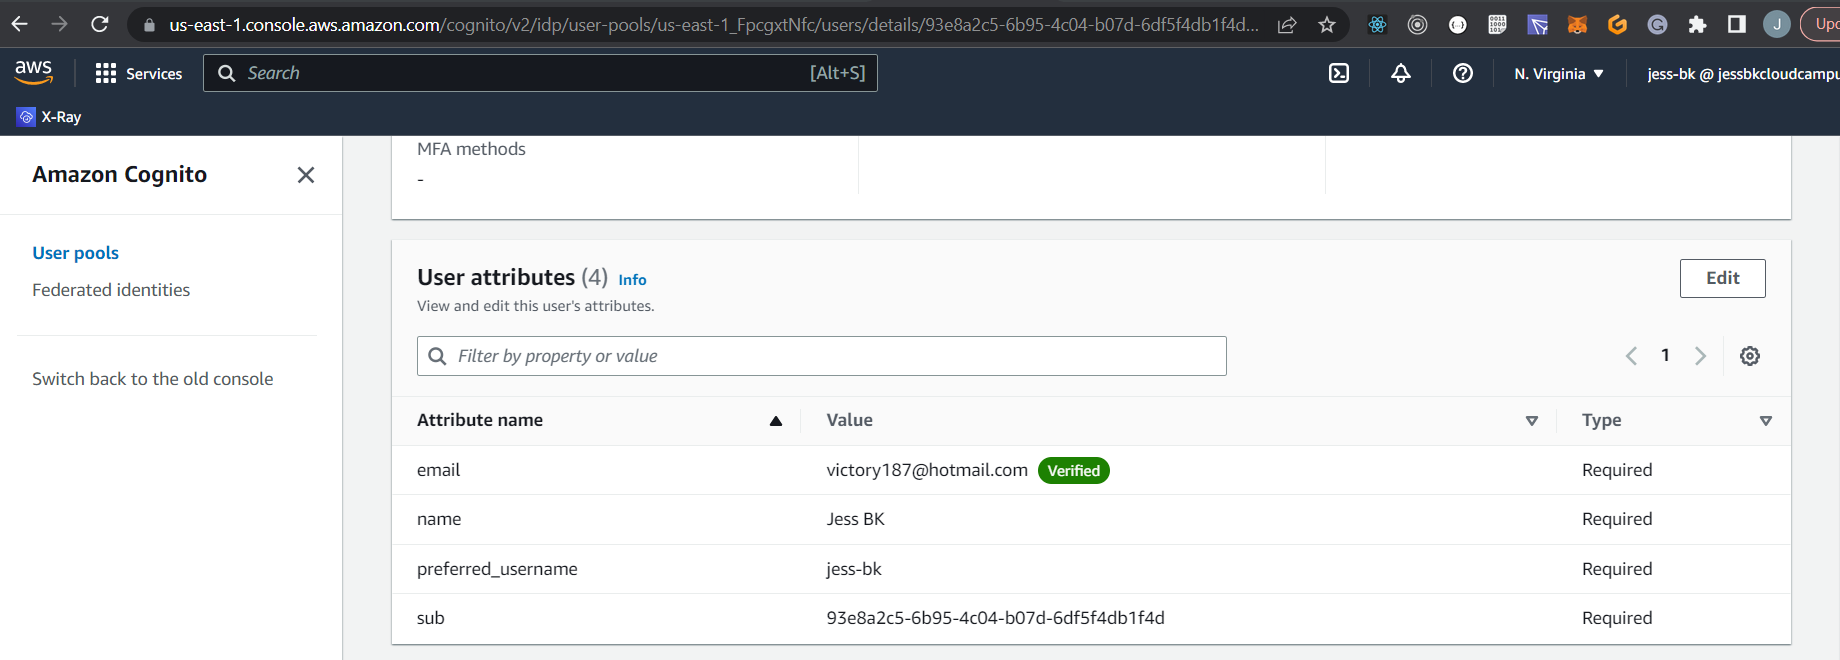 us-east-1.console.aws.amazon.com/cognito/v2/idp/user-pools/us-east-1_FpcgxtNfc/users/details/93e8a2c5-6b95-4c04-b07d-6df5f4db1f4d...
J
Upc
aws
Services
Search
[Alt+S]
N. Virginia
jess-bk @ jessbkcloudcampu
X-Ray
Amazon Cognito
User pools
Federated identities
Switch back to the old console
MFA methods
-
User attributes (4) Info
View and edit this user's attributes.
Edit
Filter by property or value
1
Attribute name Value Type
email victory187@hotmail.com Verified Required
name Jess BK Required
preferred_username jess-bk Required
sub 93e8a2c5-6b95-4c04-b07d-6df5f4db1f4d Required